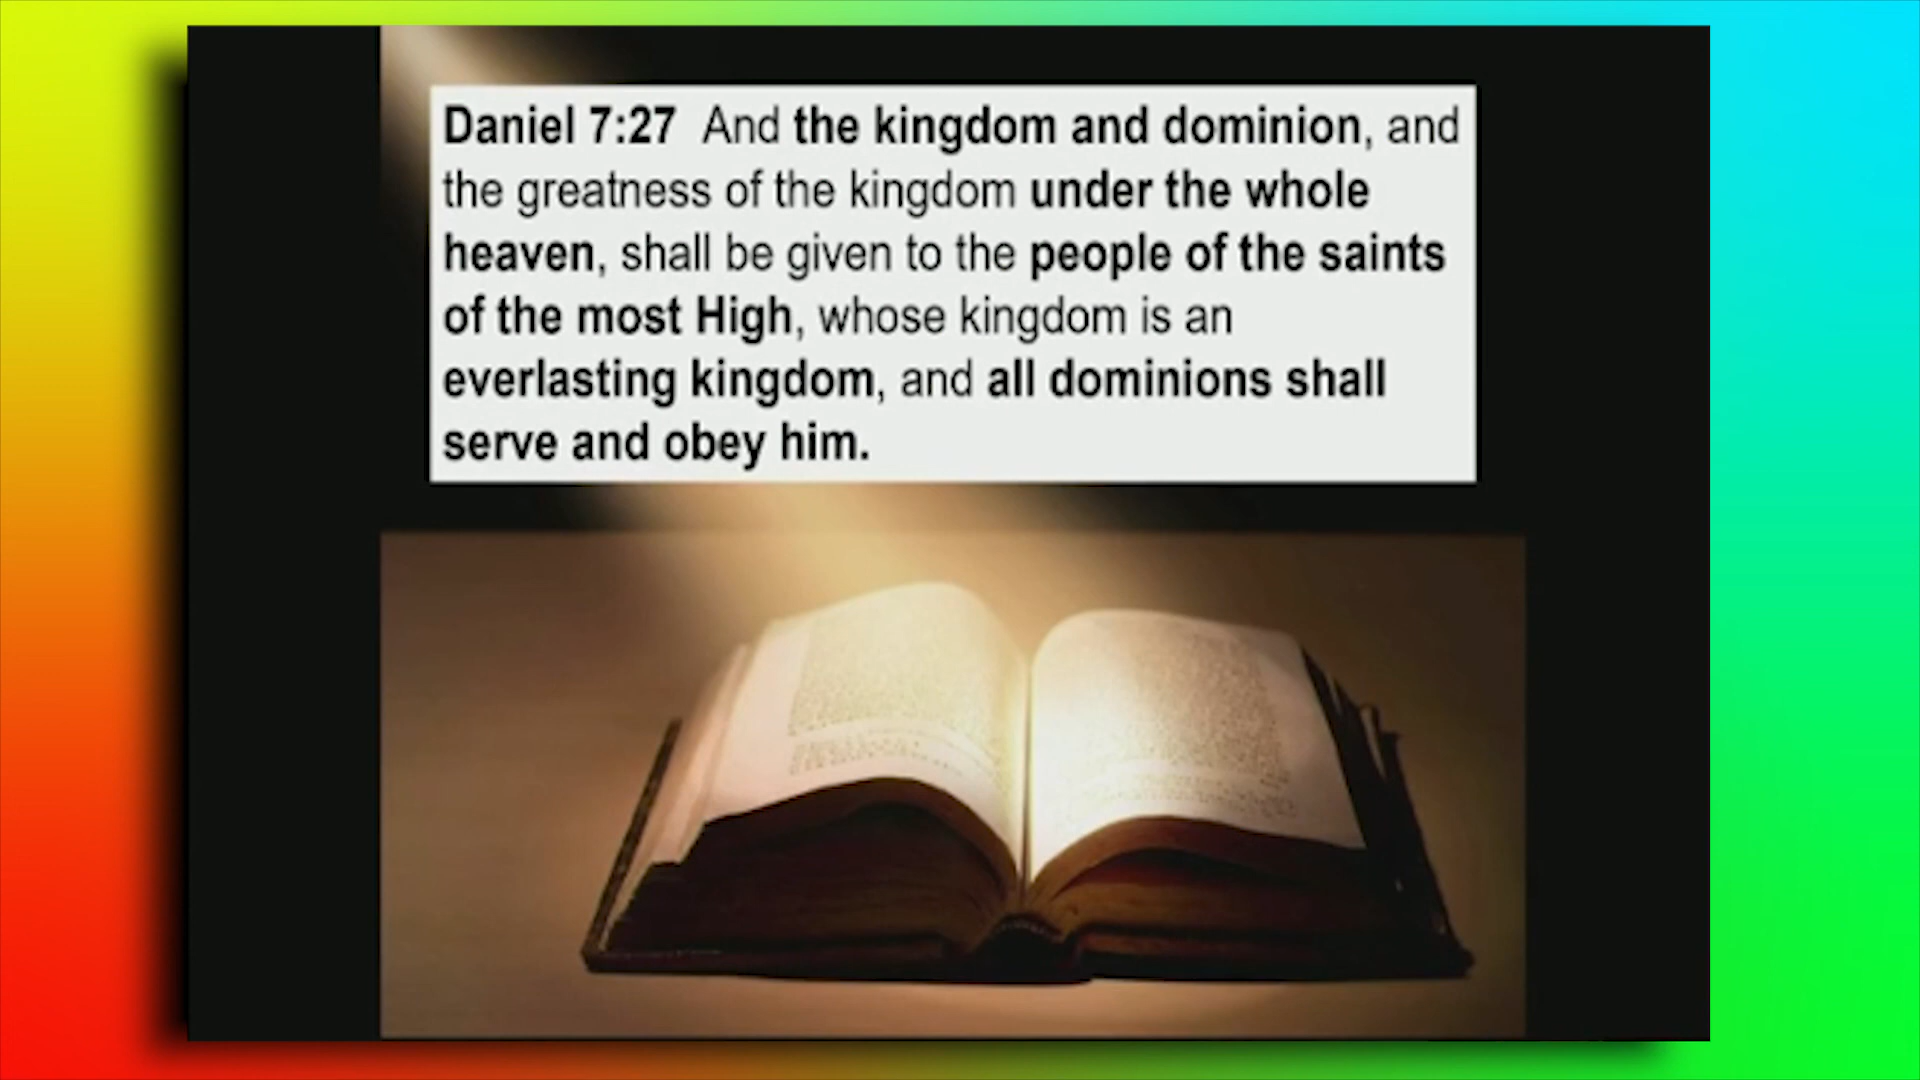 Daniel 7:27 And the kingdom and dominion, and
the greatness of the kingdom under the whole
heaven, shall be given to the people of the saints
of the most High, whose kingdom is an
everlasting kingdom, and all dominions shall
serve and obey him.